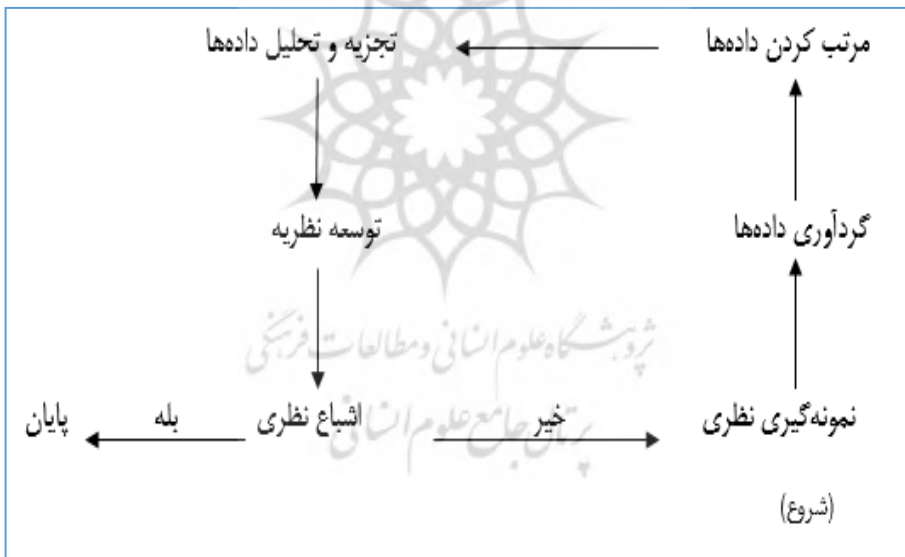 مرتب کردن داده‌ها
تجزیه و تحلیل داده‌ها
گردآوری داده‌ها
توسعه نظریه
پژوهشگاه علوم انسانی و مطالعات فرهنگی
نمونه‌گیری نظری
خیر
اشباع نظری
بله
پایان
پرتال جامع علوم انسانی
(شروع)